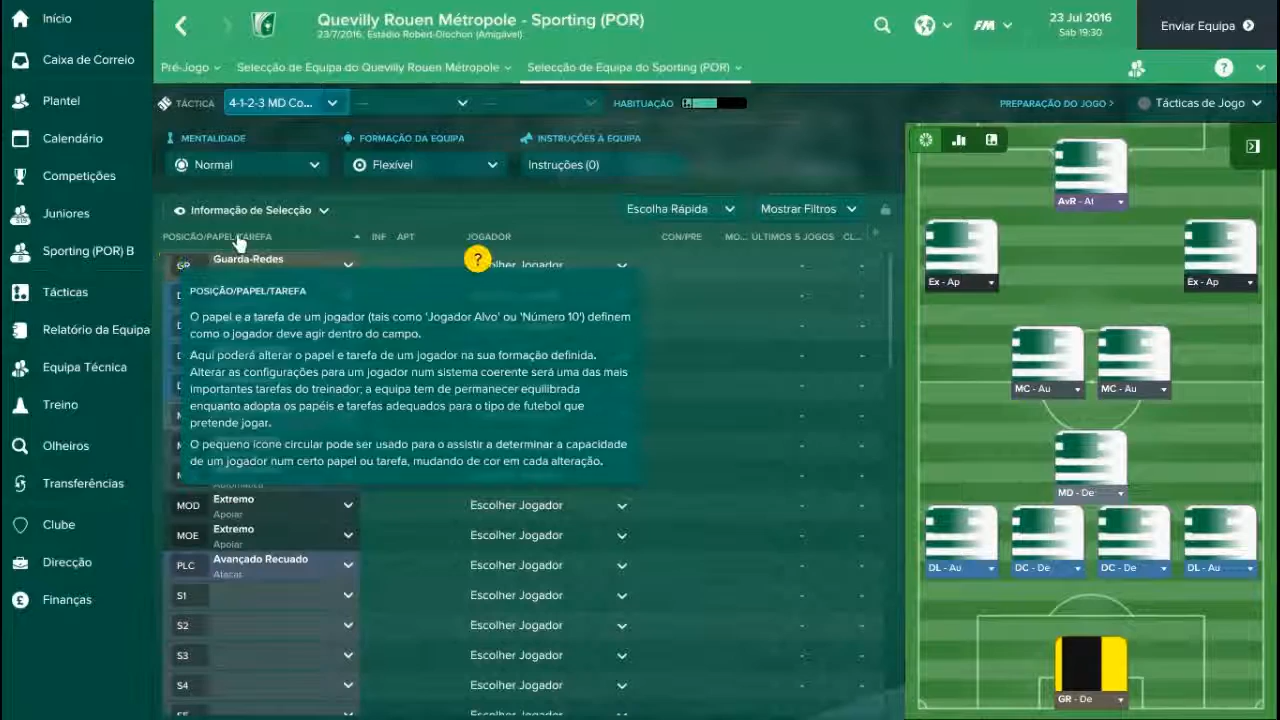 Início
Caixa de Correio
Plantel
Calendário
Competições
Juniores
Sporting (POR) B
Tácticas
Relatório da Equipa
Equipa Técnica
Treino
Olheiros
Transferências
Clube
Direcção
Finanças
Quevilly Rouen Métropole - Sporting (POR)
23/7/2016, Estádio Robert-Diochon (Amigável)
FM
23 Jul 2016
Sáb 19:30
Enviar Equipa
Pré-Jogo
Selecção de Equipa do Quevilly Rouen Métropole
Selecção de Equipa do Sporting (POR)
?
TÁCTICA
4-1-2-3 MD Co...
HABITUAÇÃO
PREPARAÇÃO DO JOGO >
Tácticas de Jogo
MENTALIDADE
FORMAÇÃO DA EQUIPA
INSTRUÇÕES À EQUIPA
Normal
Flexível
Instruções (0)
Informação de Selecção
Escolha Rápida
Mostrar Filtros
POSIÇÃO/PAPEL/TAREFA
INF
APT
JOGADOR
CON/PRE
MO...
ÚLTIMOS 5 JOGOS
CL...
GR
Guarda-Redes
?
olher Jogador
POSIÇÃO/PAPEL/TAREFA
O papel e a tarefa de um jogador (tais como 'Jogador Alvo' ou 'Número 10') definem
como o jogador deve agir dentro do campo.
Aqui poderá alterar o papel e tarefa de um jogador na sua formação definida.
Alterar as configurações para um jogador num sistema coerente será uma das mais
importantes tarefas do treinador; a equipa tem de permanecer equilibrada
enquanto adopta os papéis e tarefas adequados para o tipo de futebol que
pretende jogar.
O pequeno ícone circular pode ser usado para o assistir a determinar a capacidade
de um jogador num certo papel ou tarefa, mudando de cor em cada alteração.
Automática
MOD
Extremo
Apoiar
Escolher Jogador
MOE
Extremo
Apoiar
Escolher Jogador
PLC
Avançado Recuado
Atacar
Escolher Jogador
S1
Escolher Jogador
S2
Escolher Jogador
S3
Escolher Jogador
S4
Escolher Jogador
AvR - At
Ex - Ap
Ex - Ap
MC - Au
MC - Au
MD - De
DL - Au
DC - De
DC - De
DL - Au
GR - De